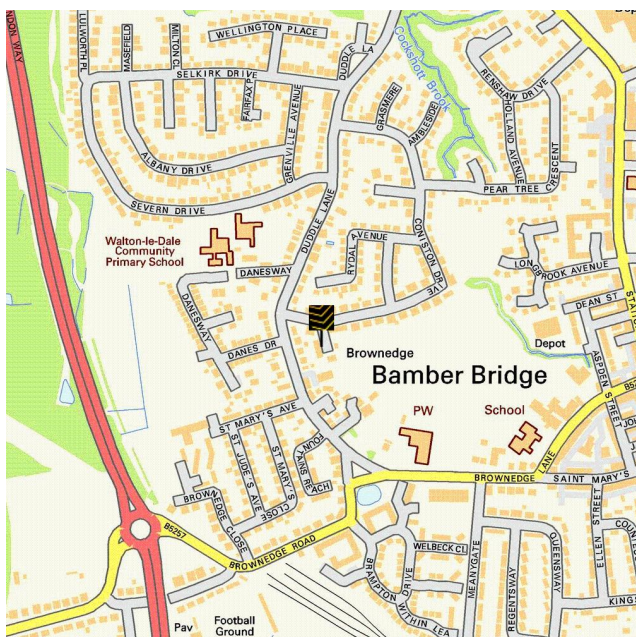 NDON WAY
LULWORTH PL
MASEFIELD
MILTON CL
WELLINGTON PLACE
DUDDLE LA
Cockshott Brook
SELKIRK DRIVE
FAIRFAX P
GRENVILLE AVENUE
GRASMERE
AMBLESIDE
RENSHAW DRIVE
HOLLAND AVENUE
CRESCENT
ALBANY DRIVE
PEAR TREE
SEVERN DRIVE
DUDDLE LANE
Walton-le-Dale
Community
Primary School
RYDAL AVENUE
CONISTON DRIVE
DANESWAY
DANESWAY
LONGBROOK AVENUE
DEAN ST
STATI
DANES DR
Brownedge
Depot
Bamber Bridge
ASPDEN STREET
ST MARY'S AVE
PW
School
FOUNTAINS REACH
ST JUDE'S AVE
ST MARY'S CLOSE
BROWNEDGE CLOSE
BROWNEDGE LANE
SAINT MARY'S
B5257
BROWNEDGE ROAD
ELLEN STREET
WELBECK CL
BRAMPTON DRIVE
WITHIN LEA
MEANYGATE
REGENTSWAY
QUEENSWAY
KINGS
Pav
Football
Ground